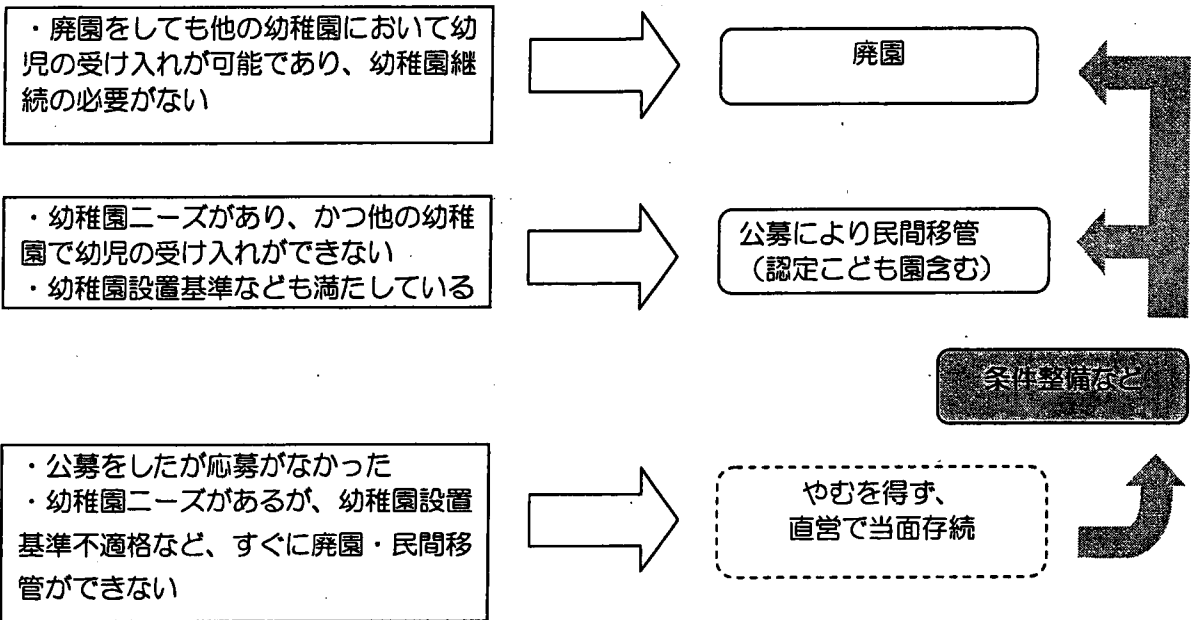 ・廃園をしても他の幼稚園において幼
児の受け入れが可能であり、幼稚園継
続の必要がない
廃園
・幼稚園ニーズがあり、かつ他の幼稚
園で幼児の受け入れができない
・幼稚園設置基準なども満たしている
公募により民間移管
（認定こども園含む）
条件整備など
・公募をしたが応募がなかった
・幼稚園ニーズがあるが、幼稚園設置
基準不適格など、すぐに廃園・民間移
管ができない
やむを得ず、
直営で当面存続